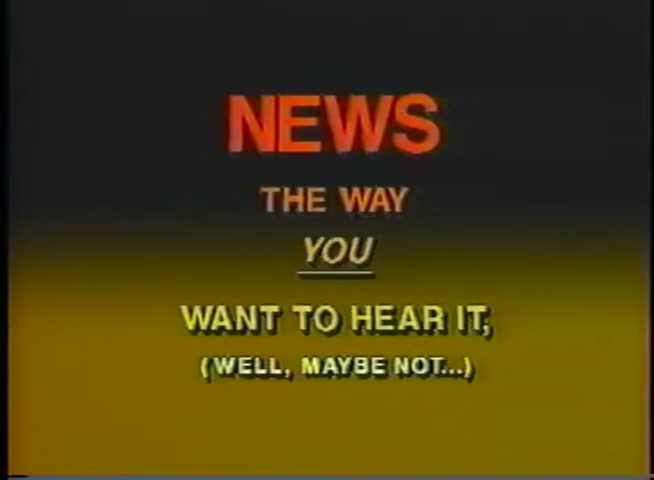 NEWS
THE WAY
YOU
WANT TO HEAR IT,
(WELL, MAYBE NOT...)